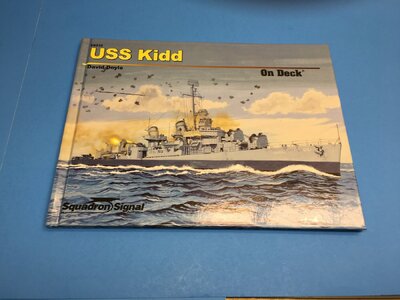 USS Kidd
David Doyle
On Deck
Squadron/Signal